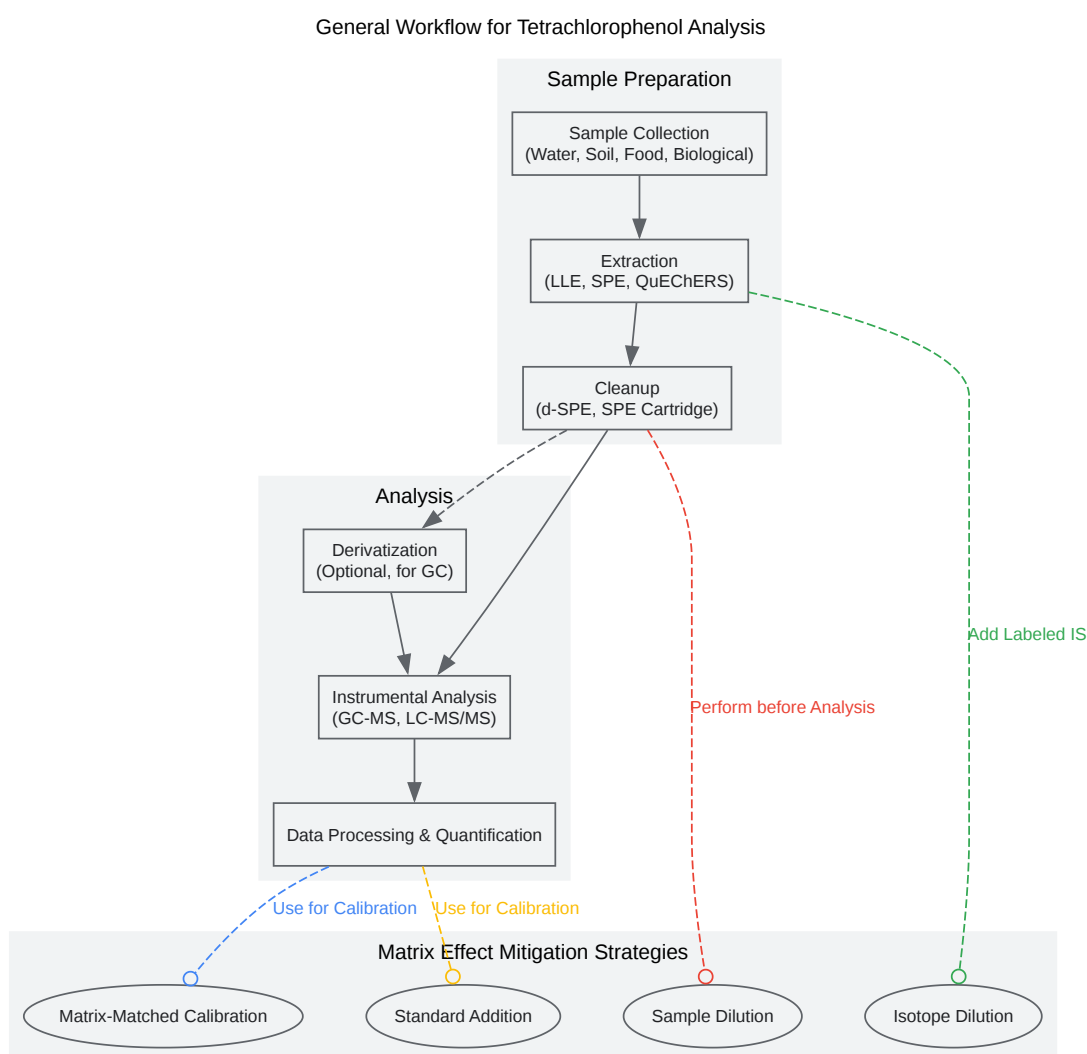 General Workflow for Tetrachlorophenol Analysis
Sample Preparation
Sample Collection
(Water, Soil, Food, Biological)
Extraction
(LLE, SPE, QuEChERS)
Cleanup
(d-SPE, SPE Cartridge)
Analysis
Derivatization
(Optional, for GC)
Add Labeled IS
Instrumental Analysis
(GC-MS, LC-MS/MS)
Perform before Analysis
Data Processing & Quantification
Use for Calibration
Use for Calibration
Matrix Effect Mitigation Strategies
Matrix-Matched Calibration
Standard Addition
Sample Dilution
Isotope Dilution